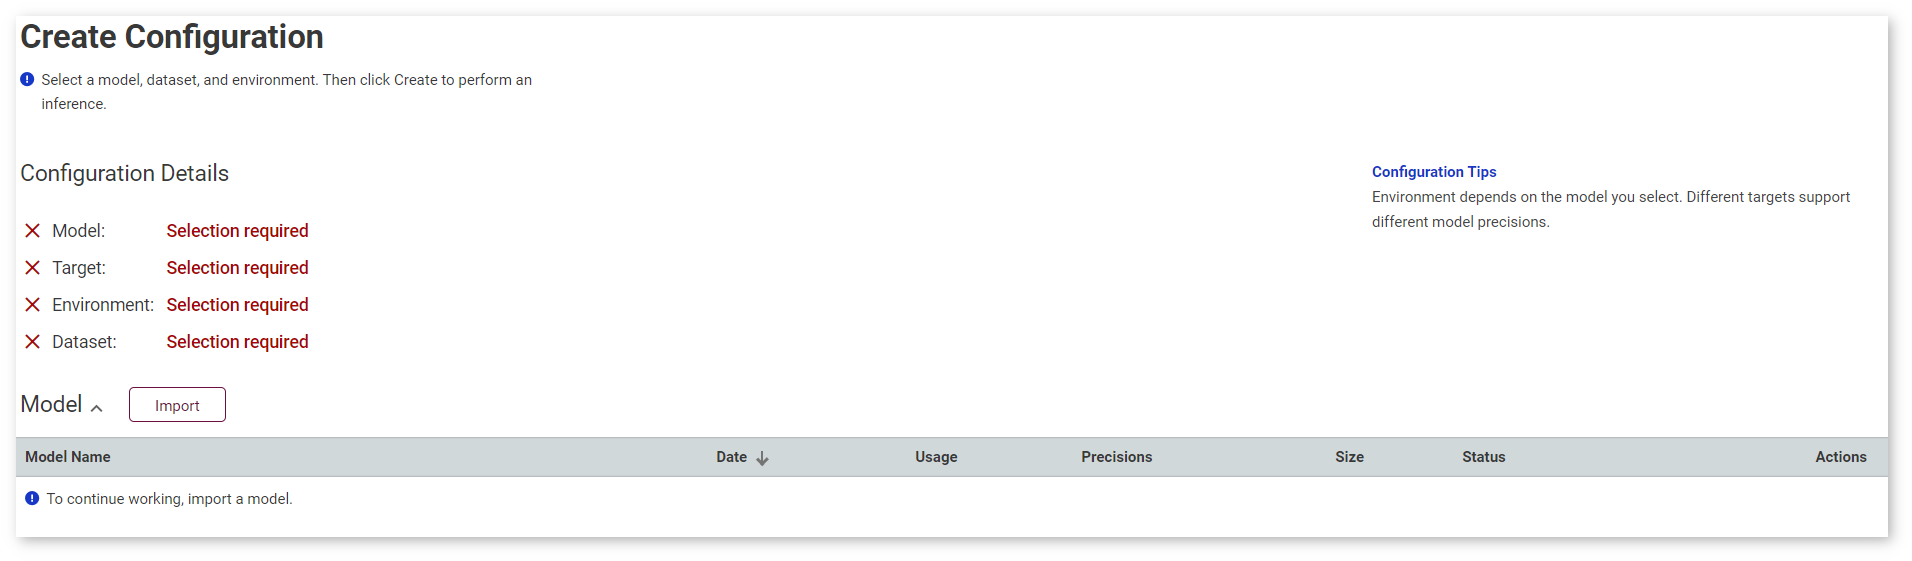 Create Configuration
Select a model, dataset, and environment. Then click Create to perform an
inference.
Configuration Details
Model: Selection required
Target: Selection required
Environment: Selection required
Dataset: Selection required
Configuration Tips
Environment depends on the model you select. Different targets support
different model precisions.
Model Import
Model Name Date Usage Precisions Size Status Actions
To continue working, import a model.